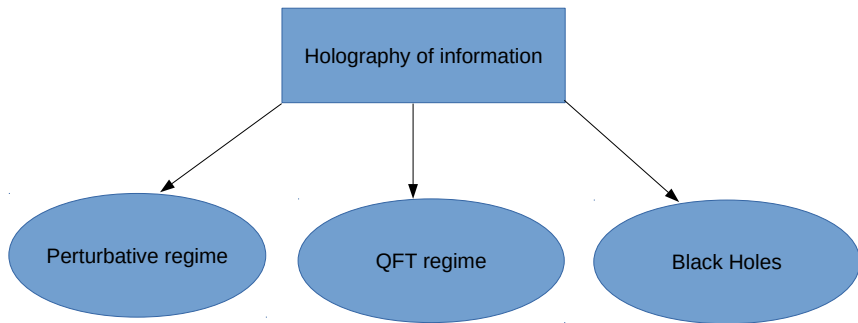 Holography of information
Perturbative regime
QFT regime
Black Holes